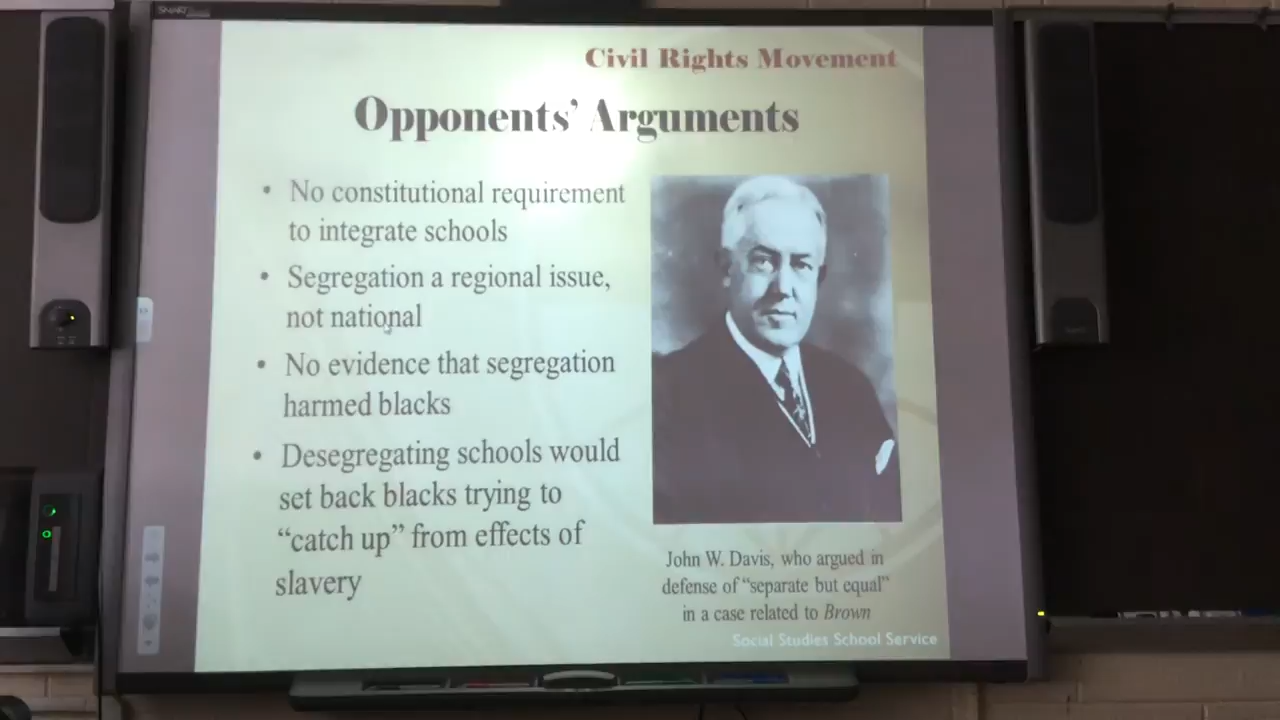 SMART
Civil Rights Movement
Opponents' Arguments
• No constitutional requirement
to integrate schools
• Segregation a regional issue,
not national
• No evidence that segregation
harmed blacks
• Desegregating schools would
set back blacks trying to
“catch up” from effects of
slavery
John W. Davis, who argued in
defense of “separate but equal”
in a case related to Brown
Social Studies School Service